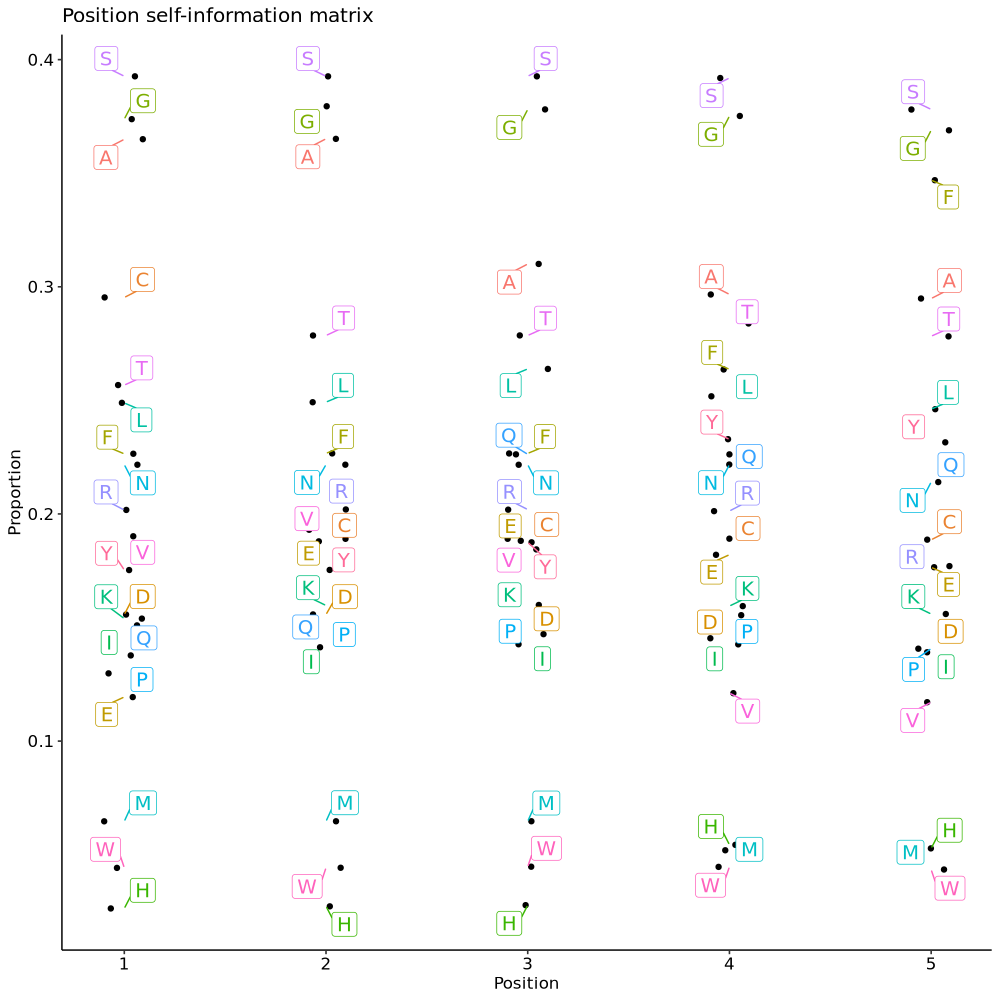 Position self-information matrix
S S S S S
G G G G G
A A
F
C A T A T A T
T L F L Y L
T L L Y
F N Q F Q
R N R N N R N
V C E C C
Y V E Y V Y E R E
K D K D K D K K
I Q Q P P I D P D
P I I P I
E V V
M M M H M H
W W W M
H H H W W
0.4
0.3
0.2
0.1
Proportion
1 2 3 4 5
Position